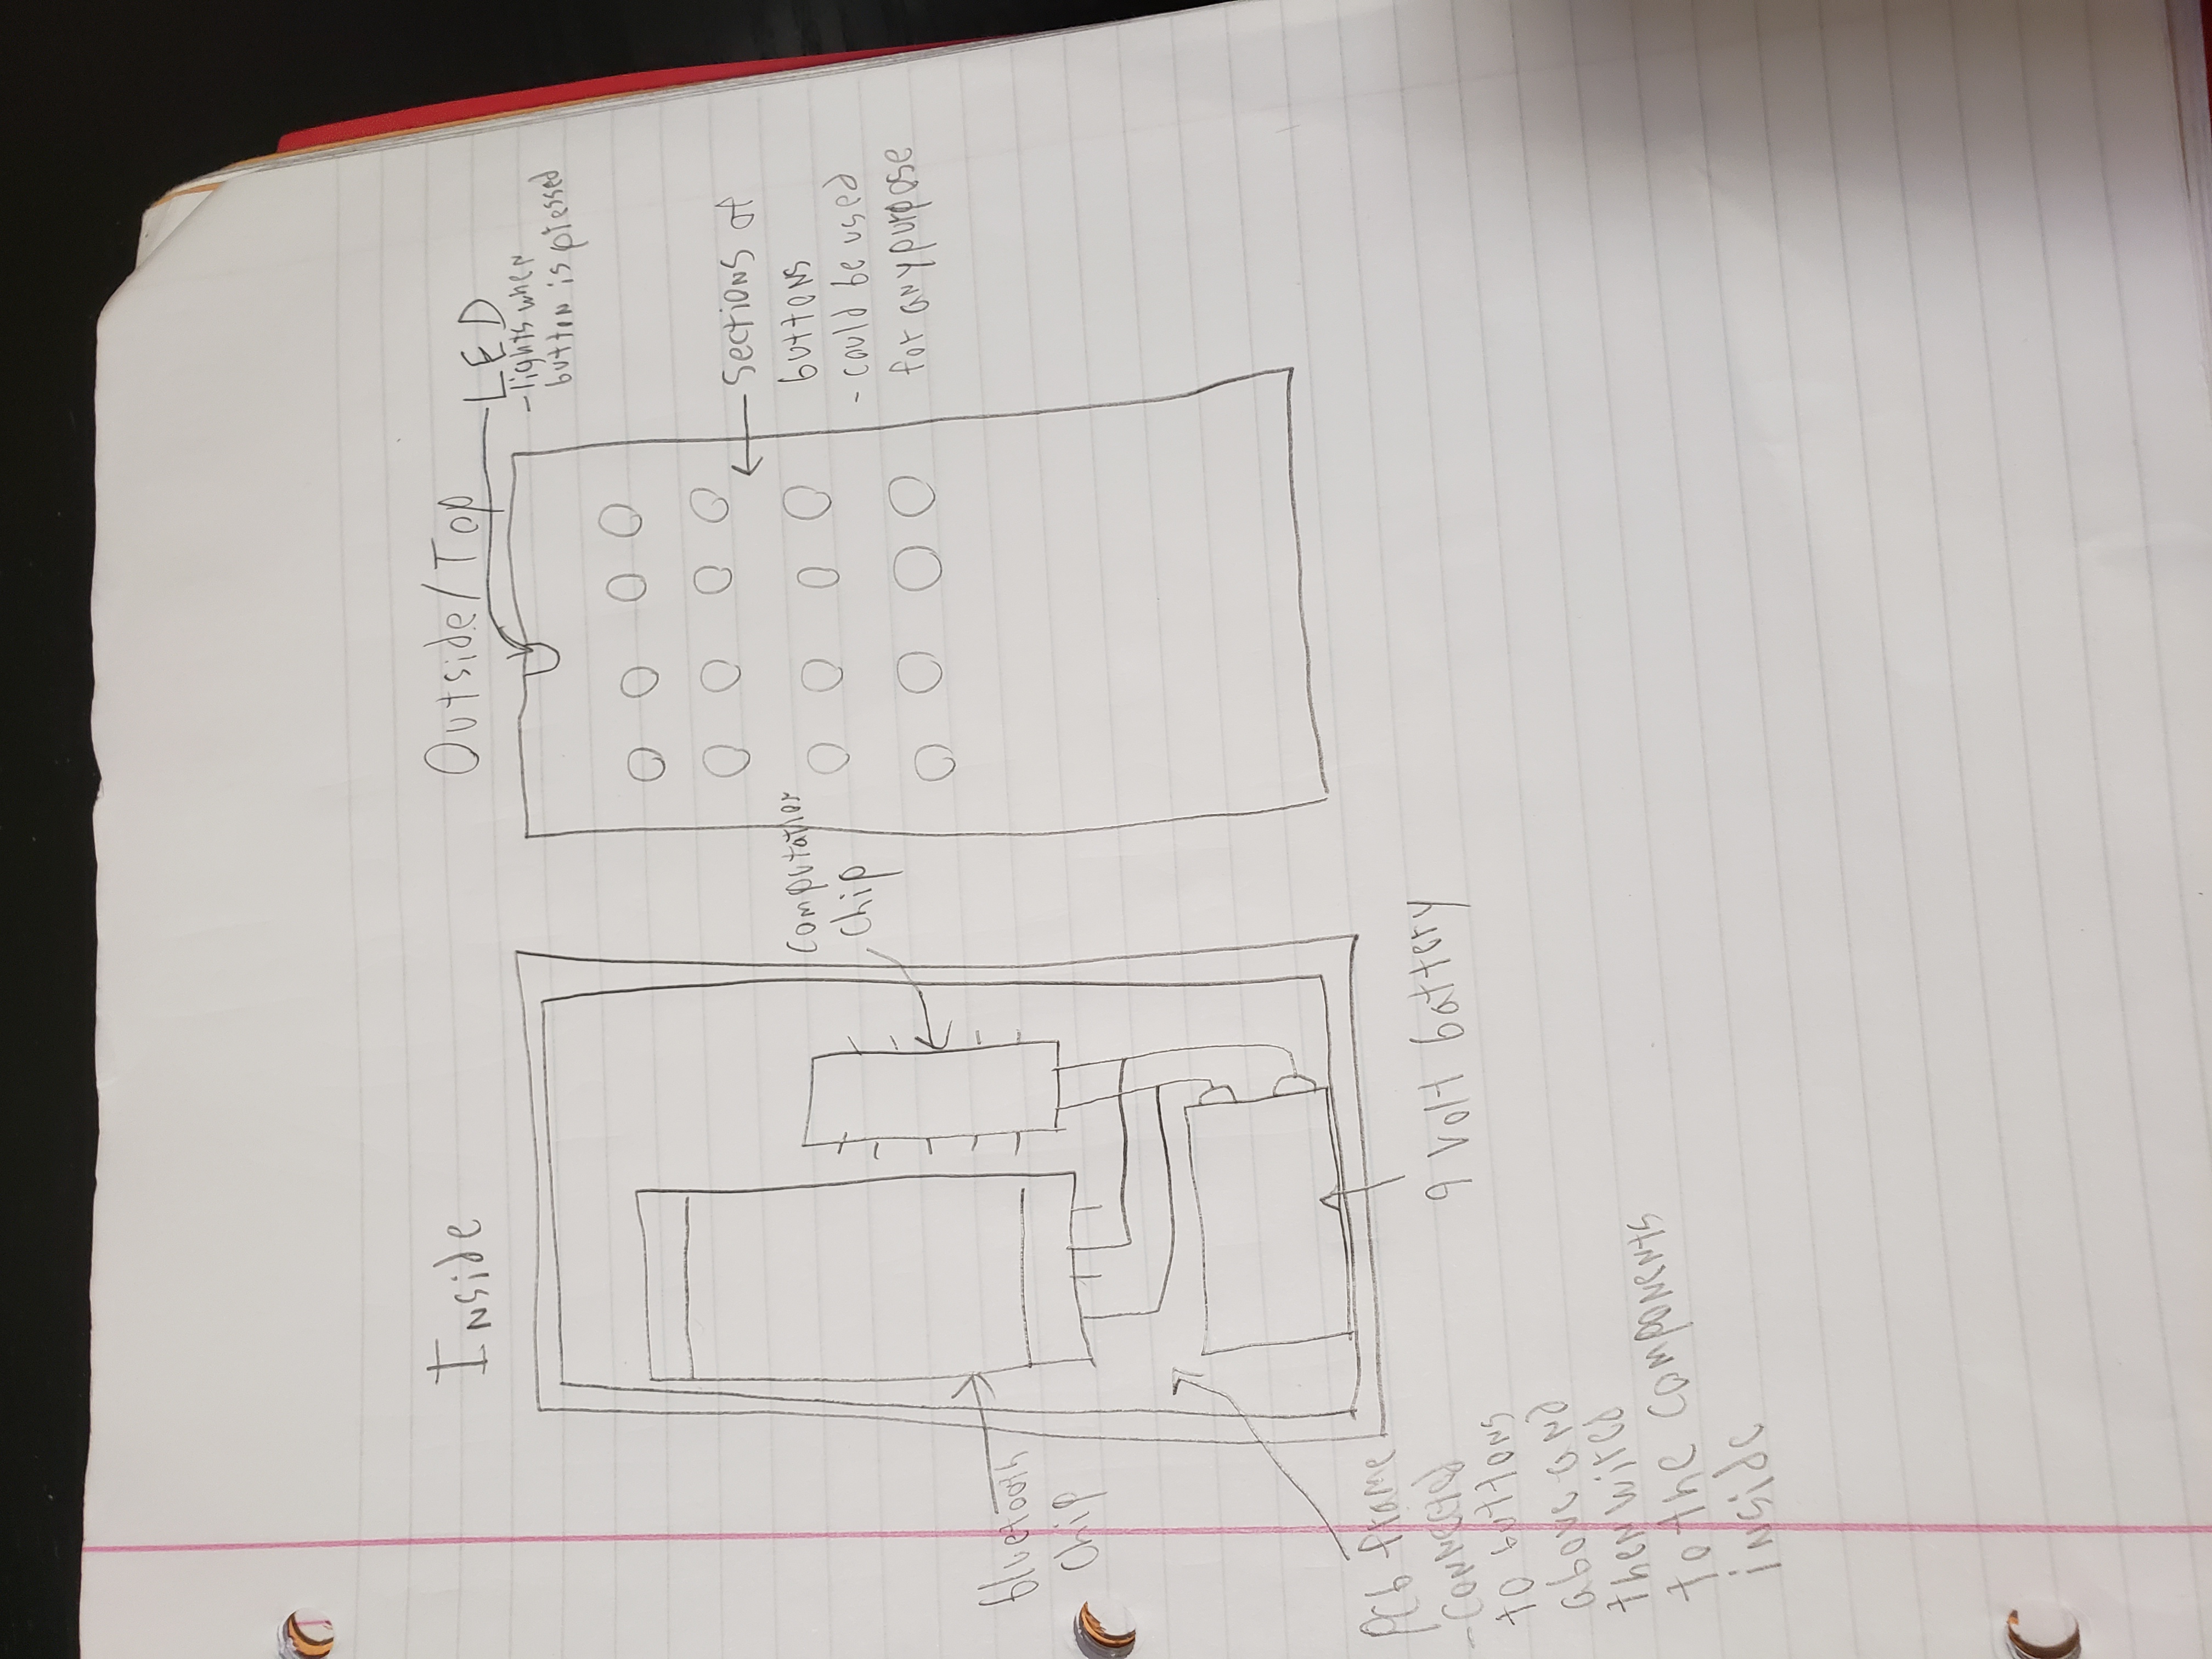 Inside
Outside/Top
LED
-lights when
button is pressed
Sections of
buttons
- could be used
for any purpose
Computation
Chip
bluetooth
Chip
PCb frame
-connected
to buttons
above and
then wired
to the components
inside
9 Volt battery